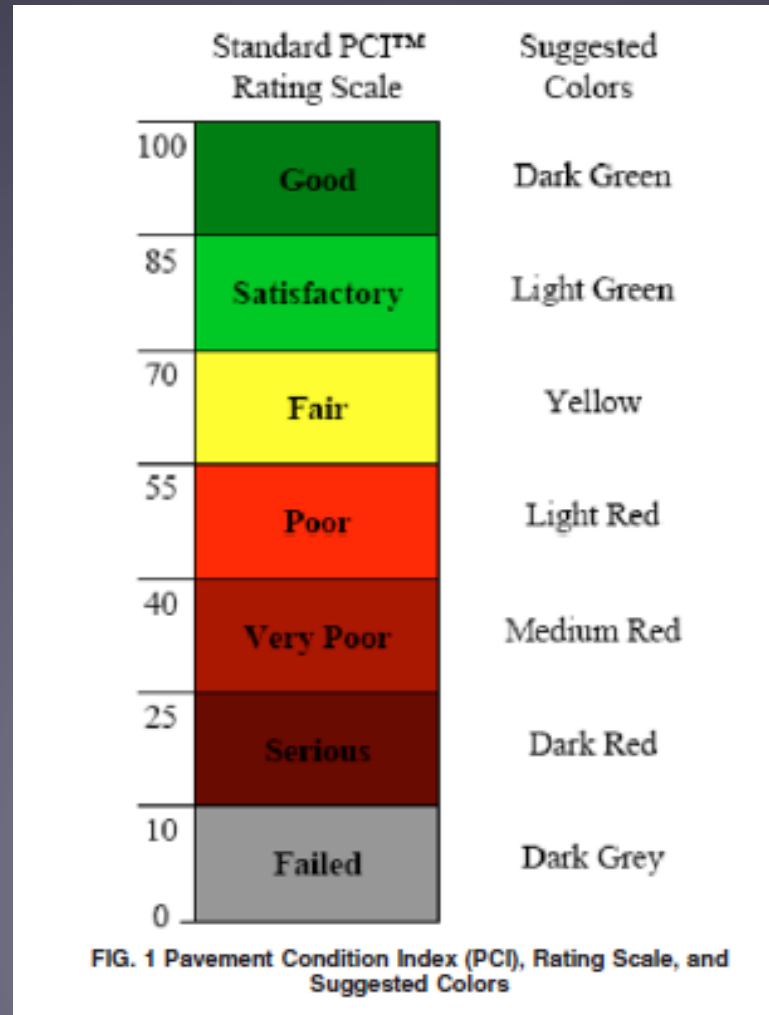 Standard PCI™ Suggested
Rating Scale Colors
100
Good Dark Green
85
Satisfactory Light Green
70
Fair Yellow
55
Poor Light Red
40
Very Poor Medium Red
25
Serious Dark Red
10
Failed Dark Grey
0
FIG. 1 Pavement Condition Index (PCI), Rating Scale, and
Suggested Colors